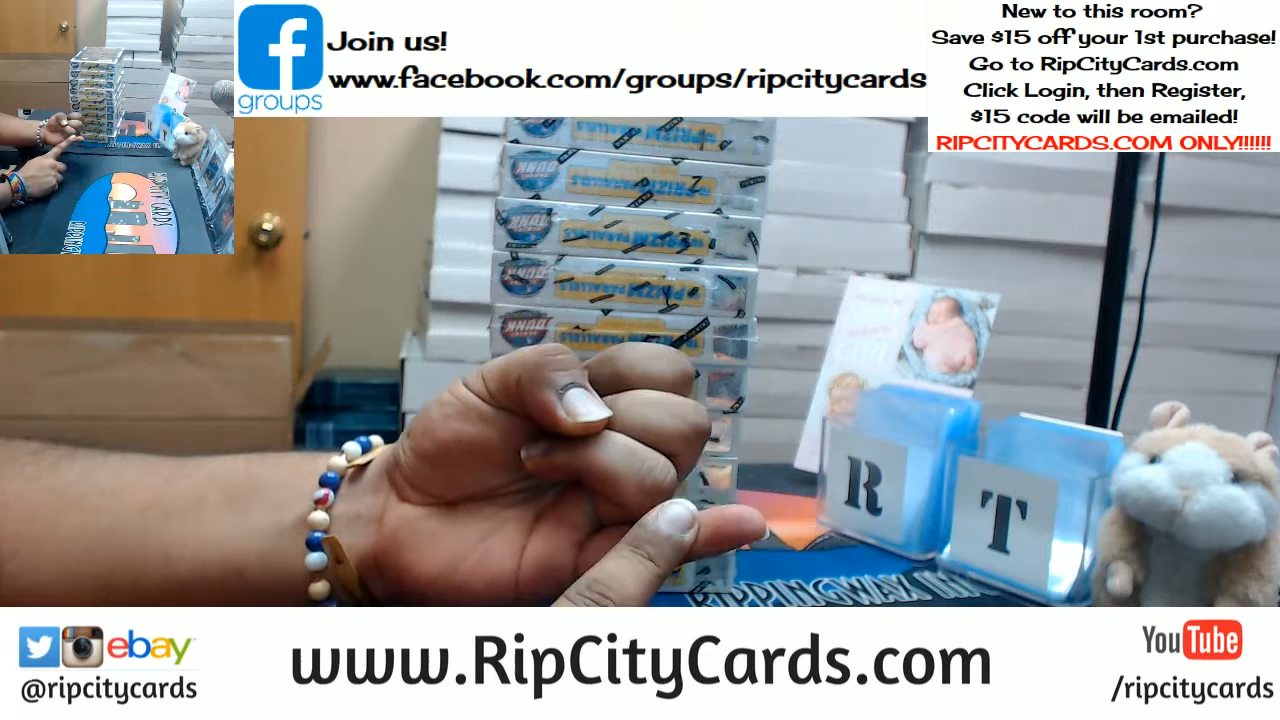 groups
Join us!
www.facebook.com/groups/ripcitycards
New to this room?
Save $15 off your 1st purchase!
Go to RipCityCards.com
Click Login, then Register,
$15 code will be emailed!
RIPCITYCARDS.COM ONLY!!!!!!
R
T
RIPPINGWAX
ebay
@ripcitycards
www.RipCityCards.com
YouTube
/ripcitycards